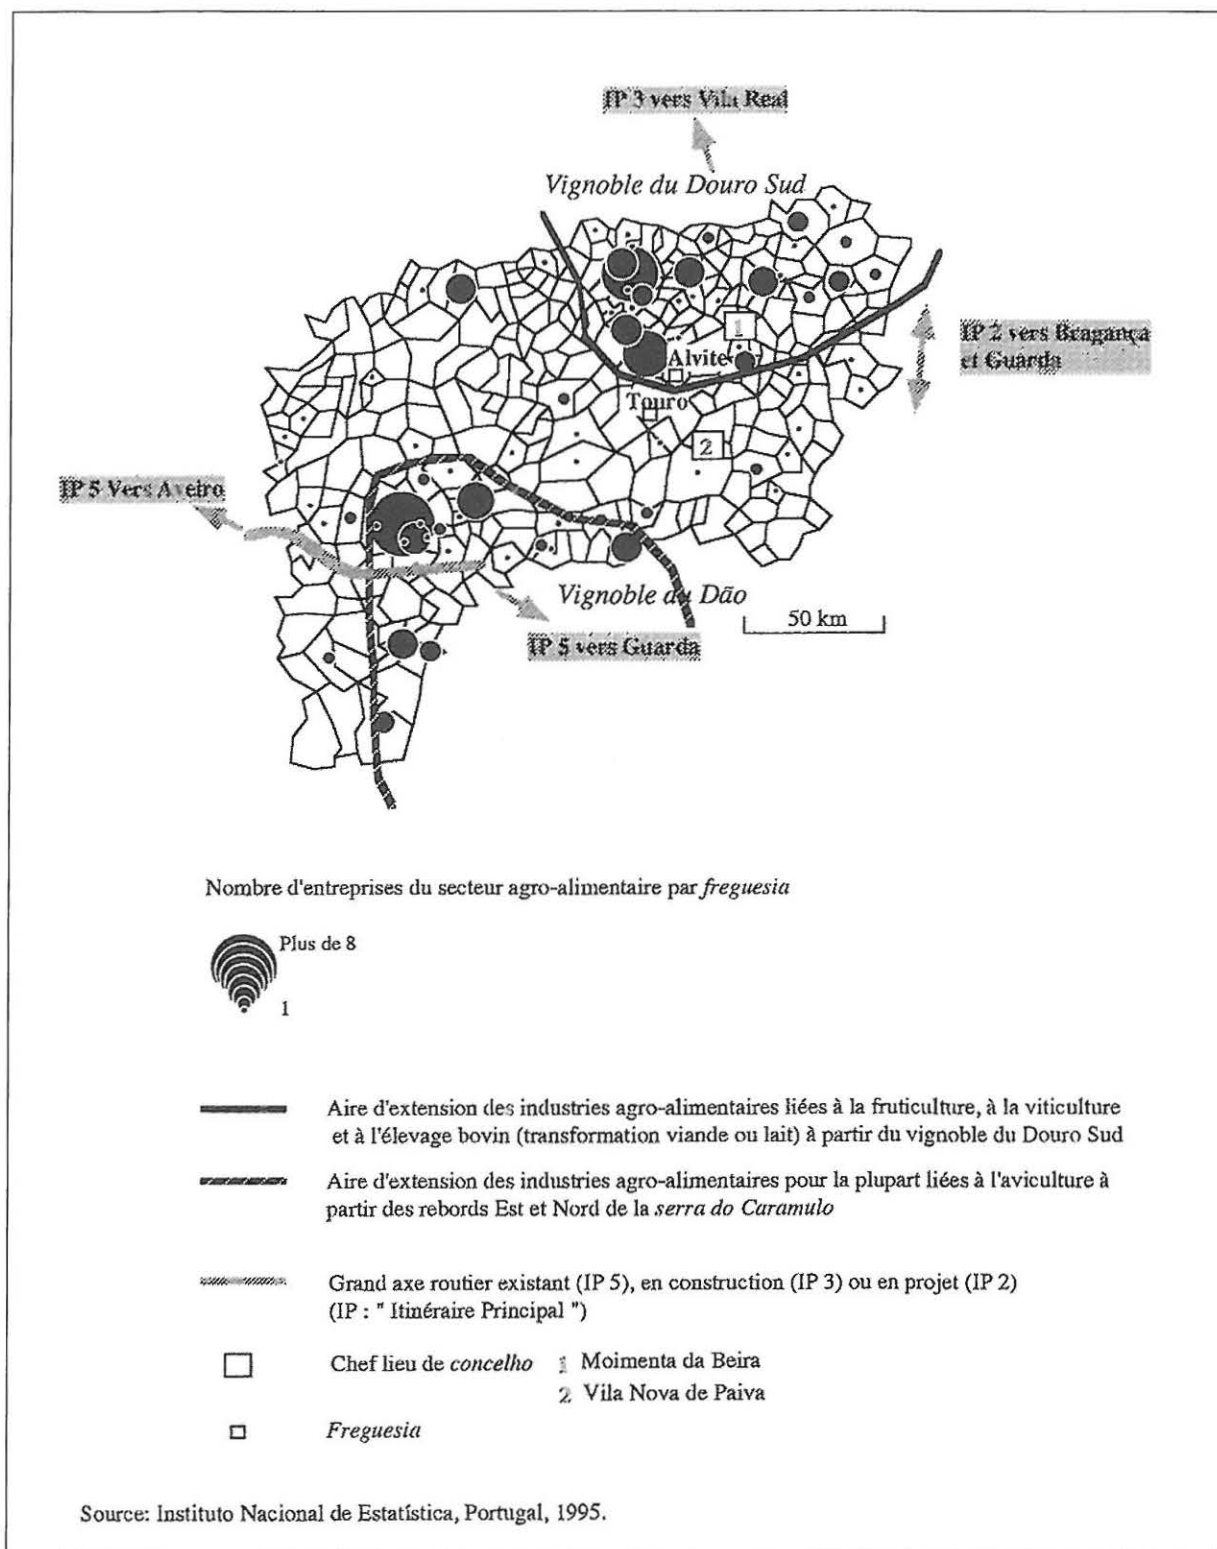 IP 3 vers Vila Real
Vignoble du Douro Sud
1
IP 2 vers Bragança
et Guarda
Alvite
Touro
2
IP 5 Vers Aveiro
Vignoble du Dão
50 km
IP 5 vers Guarda
Nombre d'entreprises du secteur agro-alimentaire par freguesia
Plus de 8
1
Aire d'extension des industries agro-alimentaires liées à la fruticulture, à la viticulture
et à l'élevage bovin (transformation viande ou lait) à partir du vignoble du Douro Sud
Aire d'extension des industries agro-alimentaires pour la plupart liées à l'aviculture à
partir des rebords Est et Nord de la serra do Caramulo
Grand axe routier existant (IP 5), en construction (IP 3) ou en projet (IP 2)
(IP : " Itinéraire Principal ")
Chef lieu de concelho 1 Moimenta da Beira
2 Vila Nova de Paiva
Freguesia
Source: Instituto Nacional de Estatística, Portugal, 1995.